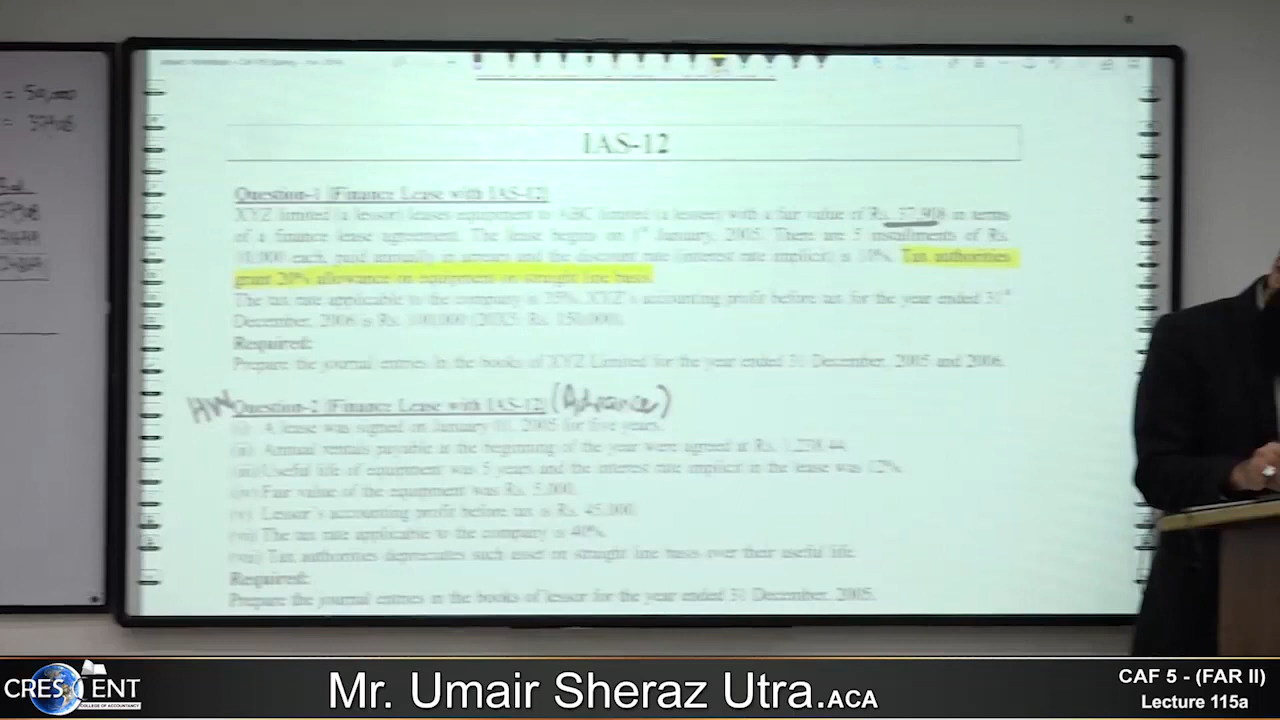 = 50,000
= 37908
IAS-12
Question-1 [Finance Lease with IAS-12]
XYZ limited (a lessor) leases equipment to ABC limited (a lessee) with a fair value of Rs. 37,908 in terms
of a finance lease agreement. The lease begin on 1st January, 2005. There are 5 installments of Rs.
10,000 each, paid annually in arrears and the discount rate (interest rate implicit) is 10%. Tax authorities
grant 20% allowance on equipment on straight line basis.
The tax rate applicable to the company is 35%. XYZ's accounting profit before tax for the year ended 31st
December, 2006 is Rs. 100,000 (20X5: Rs. 150,000).
Required:
Prepare the journal entries in the books of XYZ Limited for the year ended 31 December, 2005 and 2006.
HW Question-2 [Finance Lease with IAS-12] (Advance)
(i) A lease was signed on January 01, 2005 for five years.
(ii) Annual rentals payable at the beginning of the year were agreed at Rs. 1,238.44
(iii) Useful life of equipment was 5 years and the interest rate implicit in the lease was 12%.
(iv) Fair value of the equipment was Rs. 5,000.
(v) Lessor's accounting profit before tax is Rs. 45,000
(vi) The tax rate applicable to the company is 40%.
(vii) Tax authorities depreciates such asset on straight line basis over their useful life.
Required:
Prepare the journal entries in the books of lessor for the year ended 31 December, 2005.
CRESCENT
COLLEGE OF ACCOUNTANCY
Mr. Umair Sheraz Utra.ACA
CAF 5 - (FAR II)
Lecture 115a